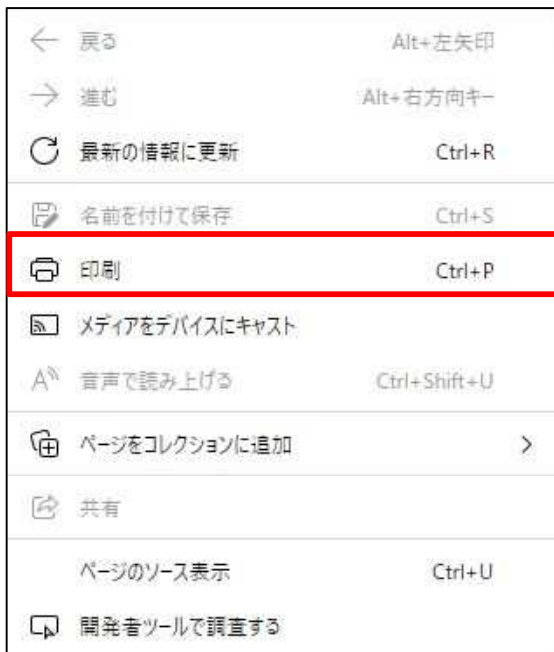 戻る Alt+左矢印
進む Alt+右方向キー
最新の情報に更新 Ctrl+R
名前を付けて保存 Ctrl+S
印刷 Ctrl+P
メディアをデバイスにキャスト
音声で読み上げる Ctrl+Shift+U
ページをコレクションに追加
共有
ページのソース表示 Ctrl+U
開発者ツールで調査する